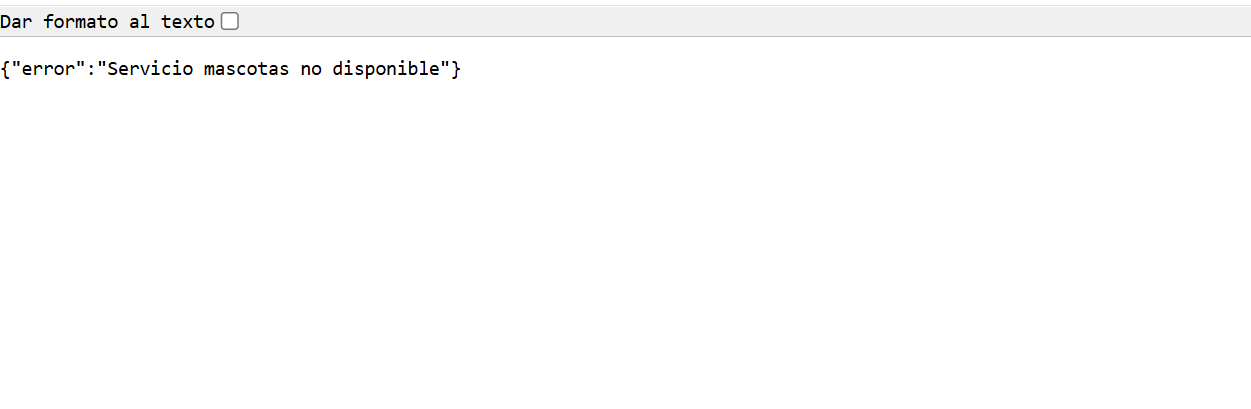 Dar formato al texto
{"error":"Servicio mascotas no disponible"}